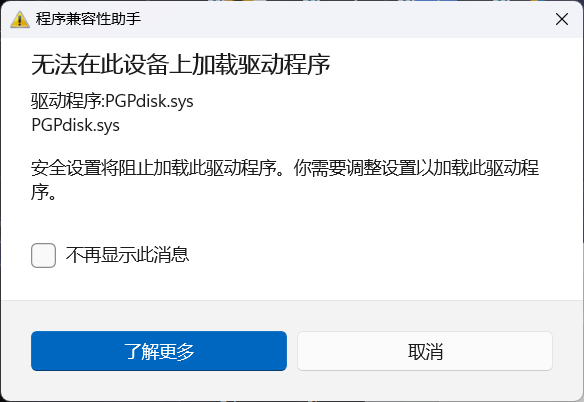 程序兼容性助手
无法在此设备上加载驱动程序
驱动程序:PGPdisk.sys
PGPdisk.sys
安全设置将阻止加载此驱动程序。你需要调整设置以加载此驱动程
序。
不再显示此消息
了解更多
取消